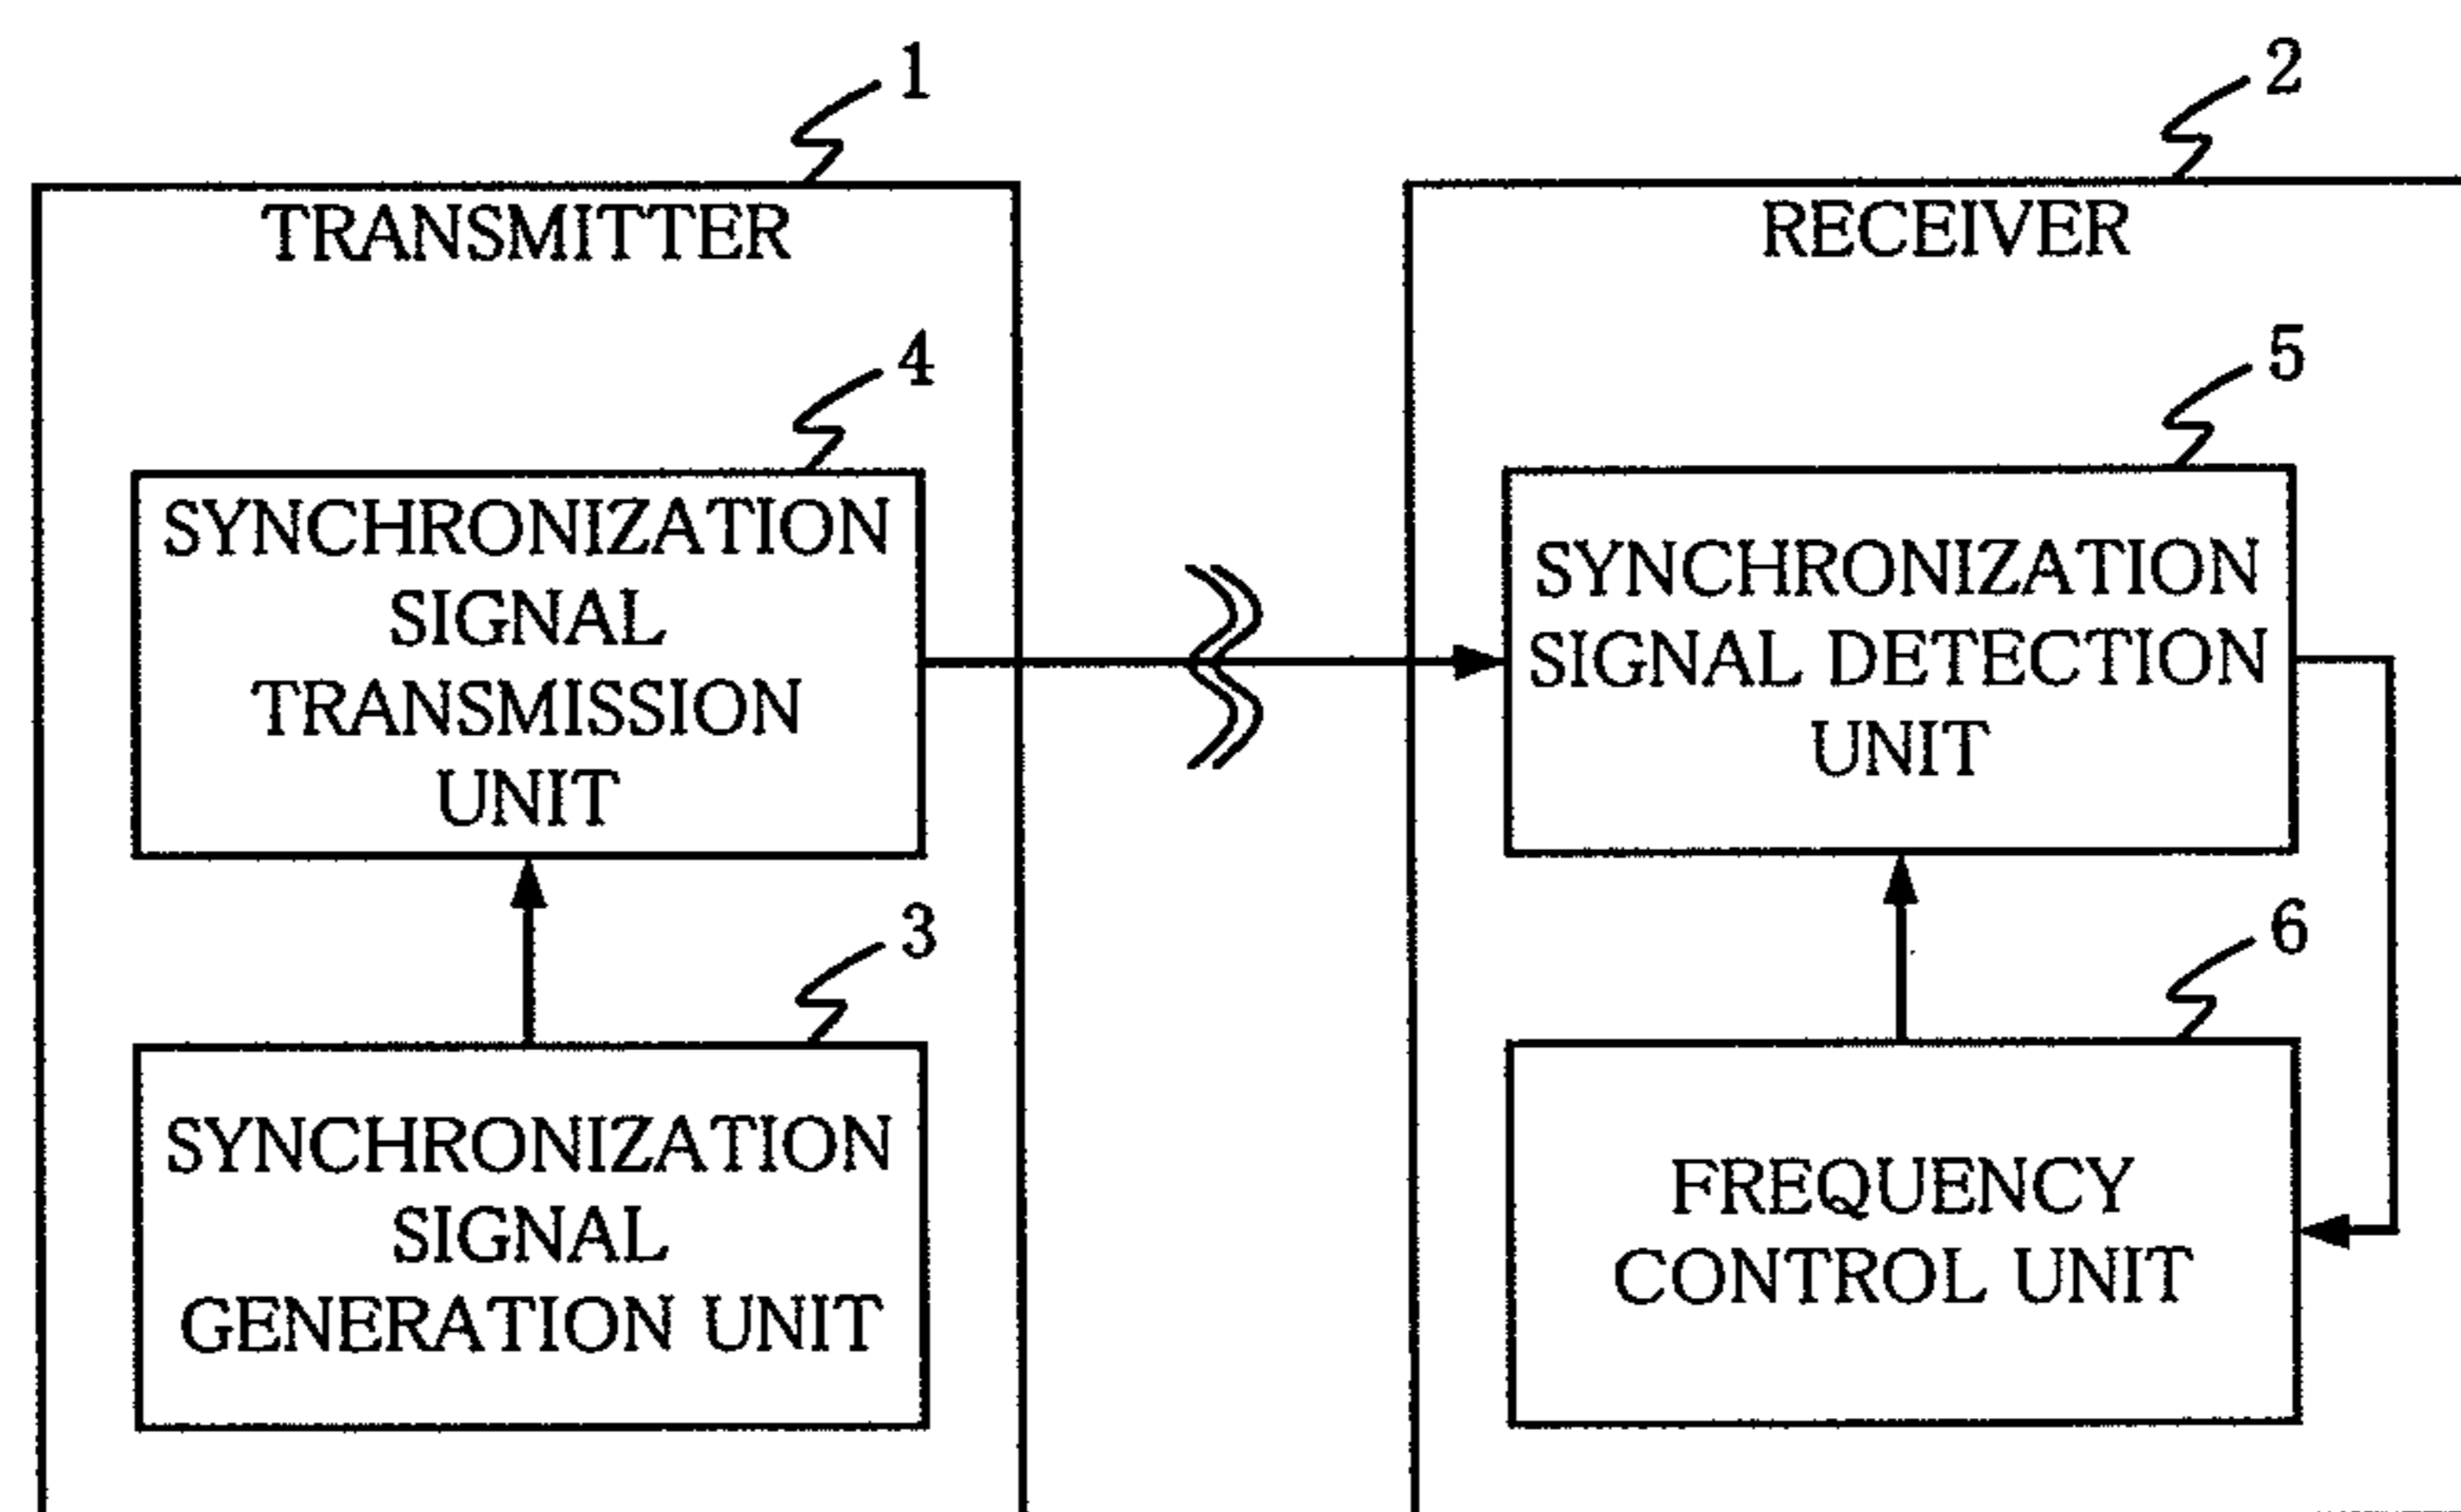 1
TRANSMITTER
4
SYNCHRONIZATION
SIGNAL
TRANSMISSION
UNIT
3
SYNCHRONIZATION
SIGNAL
GENERATION UNIT
2
RECEIVER
5
SYNCHRONIZATION
SIGNAL DETECTION
UNIT
6
FREQUENCY
CONTROL UNIT